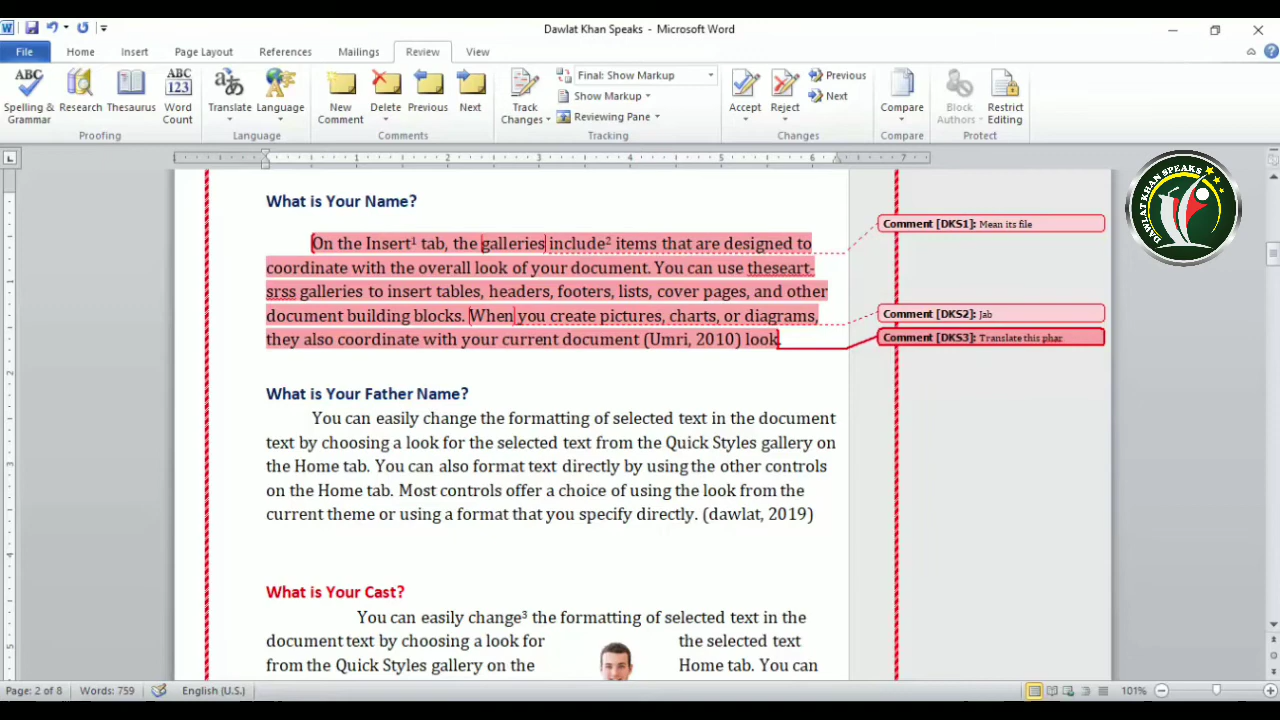 Dawlat Khan Speaks - Microsoft Word
File Home Insert Page Layout References Mailings Review View
Spelling & Grammar
Research
Thesaurus
Word Count
Translate
Language
New Comment
Delete
Previous
Next
Track Changes
Final: Show Markup
Show Markup
Reviewing Pane
Accept
Reject
Previous
Next
Compare
Block Authors
Restrict Editing
Proofing Language Comments Tracking Changes Compare Protect
1 2 3 4 5 6 7
What is Your Name?
On the Insert¹ tab, the galleries include² items that are designed to
coordinate with the overall look of your document. You can use theseart-
srss galleries to insert tables, headers, footers, lists, cover pages, and other
document building blocks. When you create pictures, charts, or diagrams,
they also coordinate with your current document (Umri, 2010) look.
Comment [DKS1]: Mean its file
Comment [DKS2]: Jab
Comment [DKS3]: Translate this phar
DAWLAT KHAN SPEAKS
What is Your Father Name?
You can easily change the formatting of selected text in the document
text by choosing a look for the selected text from the Quick Styles gallery on
the Home tab. You can also format text directly by using the other controls
on the Home tab. Most controls offer a choice of using the look from the
current theme or using a format that you specify directly. (dawlat, 2019)
What is Your Cast?
You can easily change³ the formatting of selected text in the
document text by choosing a look for the selected text
from the Quick Styles gallery on the Home tab. You can
Page: 2 of 8 Words: 759 English (U.S.) 101%